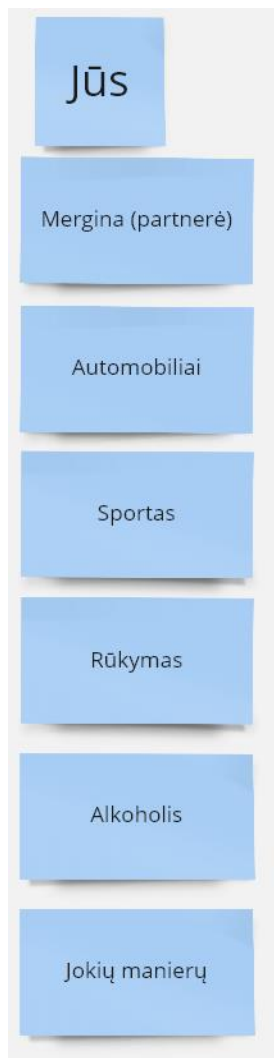 Jūs
Mergina (partnerė)
Automobiliai
Sportas
Rūkymas
Alkoholis
Jokių manierų